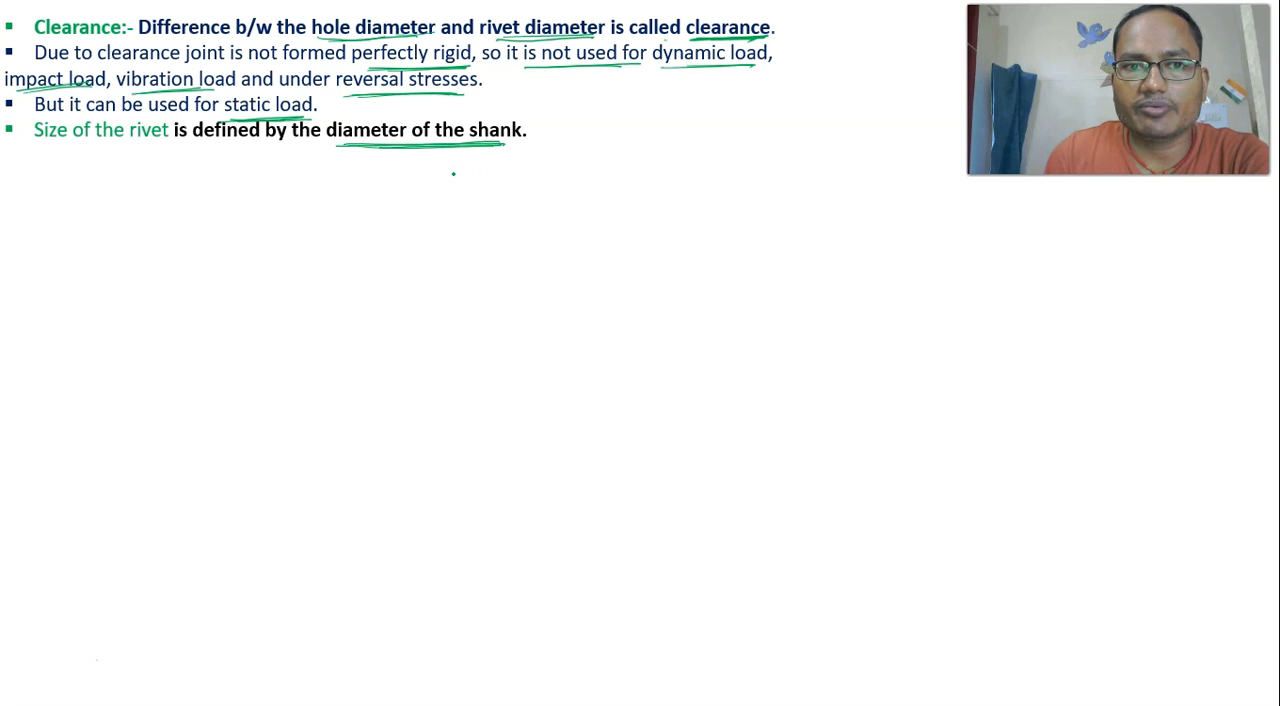 ▪ Clearance:- Difference b/w the hole diameter and rivet diameter is called clearance.
▪ Due to clearance joint is not formed perfectly rigid, so it is not used for dynamic load,
impact load, vibration load and under reversal stresses.
▪ But it can be used for static load.
▪ Size of the rivet is defined by the diameter of the shank.